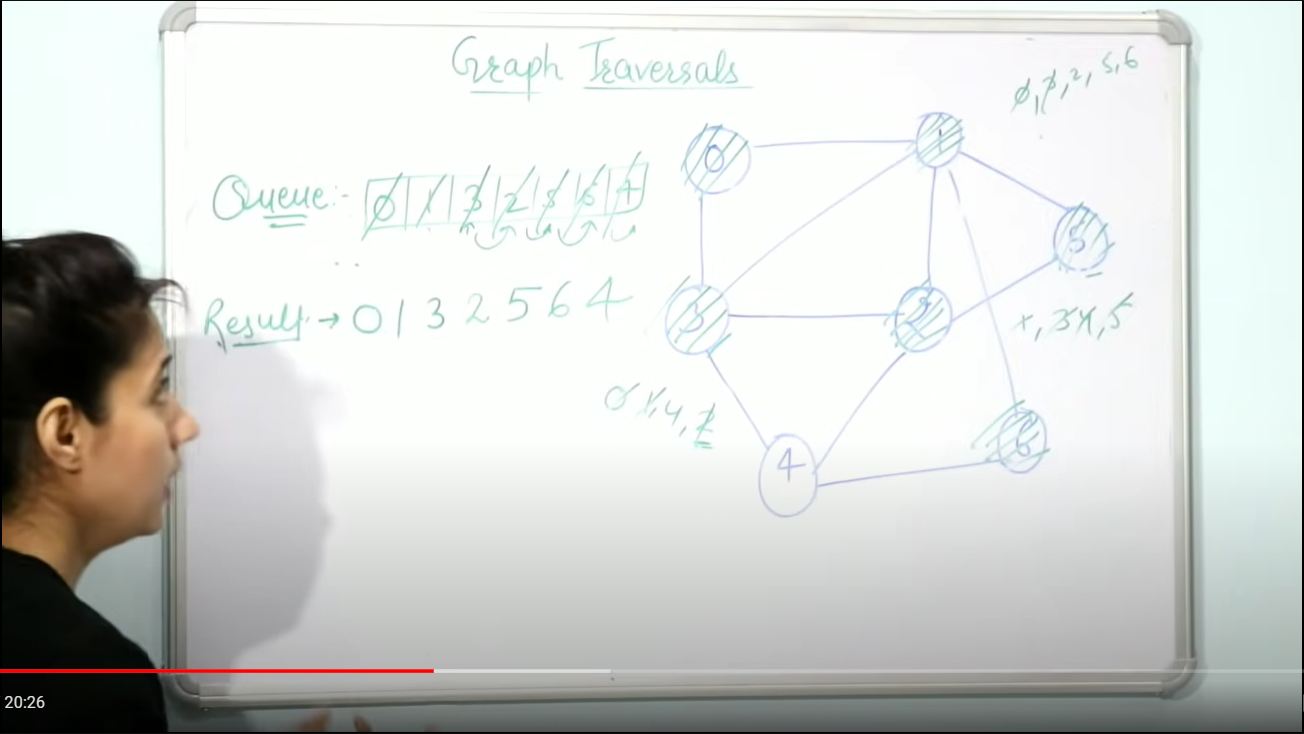 Graph Traversals
0, 3, 2, 5, 6
Queue:- 0 1 3 2 5 6 4
Result → 0 1 3 2 5 6 4
0
1
5
3
2
1, 3 4, 5
0 1, 4, 2
4
6
20:26